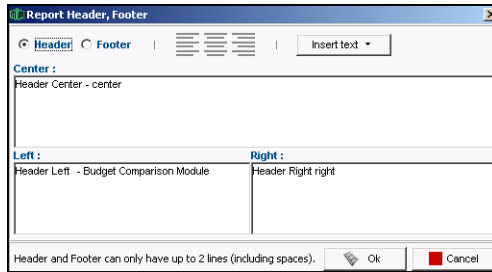 Report Header, Footer
Header Footer Insert text
Center :
Header Center - center
Left :
Header Left - Budget Comparison Module
Right :
Header Right right
Header and Footer can only have up to 2 lines (including spaces). Ok Cancel